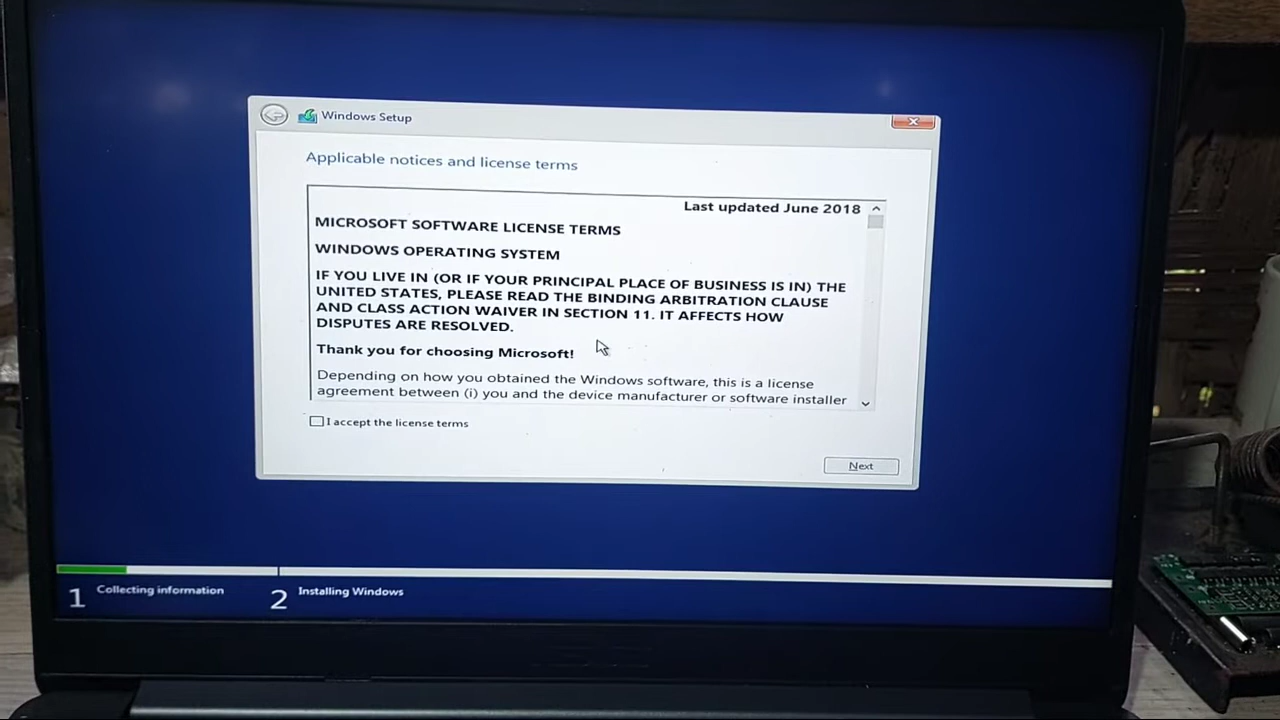 Windows Setup
Applicable notices and license terms
Last updated June 2018
MICROSOFT SOFTWARE LICENSE TERMS
WINDOWS OPERATING SYSTEM
IF YOU LIVE IN (OR IF YOUR PRINCIPAL PLACE OF BUSINESS IS IN) THE
UNITED STATES, PLEASE READ THE BINDING ARBITRATION CLAUSE
AND CLASS ACTION WAIVER IN SECTION 11. IT AFFECTS HOW
DISPUTES ARE RESOLVED.
Thank you for choosing Microsoft!
Depending on how you obtained the Windows software, this is a license
agreement between (i) you and the device manufacturer or software installer
I accept the license terms
Next
1 Collecting information
2 Installing Windows